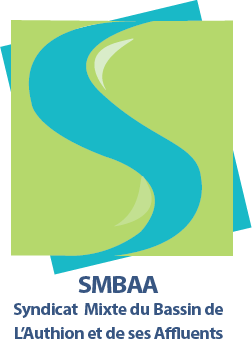 SMBAA
Syndicat Mixte du Bassin de
L'Authion et de ses Affluents